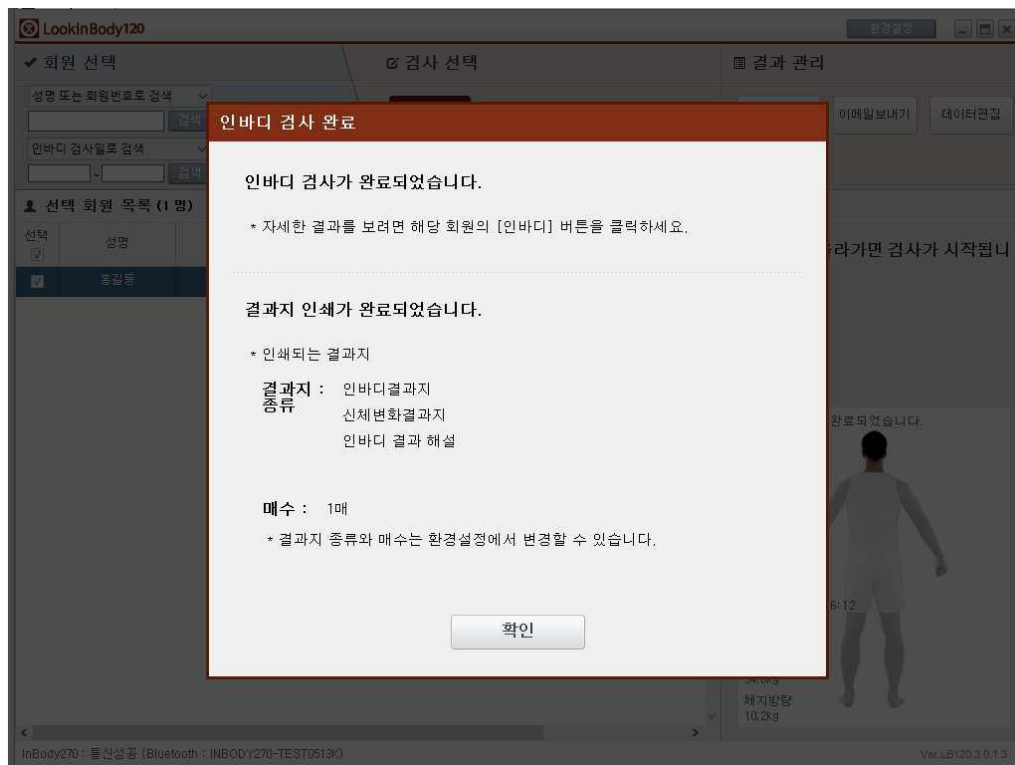 LookinBody120
환경설정
회원 선택
검사 선택
결과 관리
성명 또는 회원번호로 검색
검색
이메일보내기
데이터편집
인바디 검사일로 검색
~
검색
선택 회원 목록 (1 명)
선택
성명
홍길동
라가면 검사가 시작됩니
인바디 검사 완료
인바디 검사가 완료되었습니다.
* 자세한 결과를 보려면 해당 회원의 [인바디] 버튼을 클릭하세요.
결과지 인쇄가 완료되었습니다.
* 인쇄되는 결과지
결과지 종류 : 인바디결과지
신체변화결과지
인바디 결과 해설
매수 : 1매
* 결과지 종류와 매수는 환경설정에서 변경할 수 있습니다.
확인
완료되었습니다.
6:12
체지방량
10.2kg
InBody270 : 통신성공 (Bluetooth : INBODY270-TEST0513K)
Ver.LB120.3.0.1.3